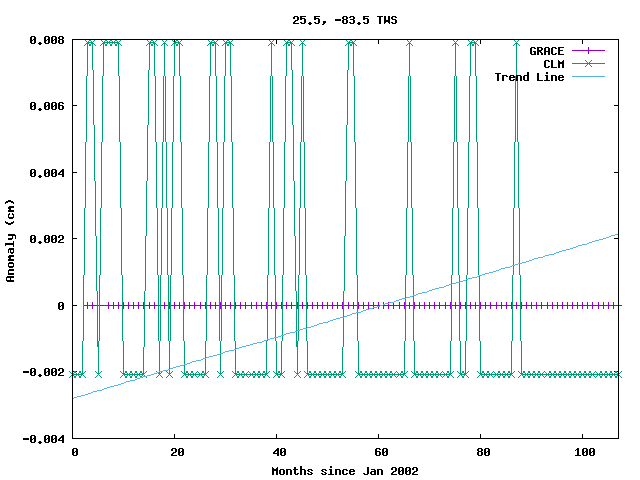 25.5, -83.5 TWS
GRACE
CLM
Trend Line
0.008
0.006
0.004
0.002
0
-0.002
-0.004
Anomaly (cm)
0 20 40 60 80 100
Months since Jan 2002